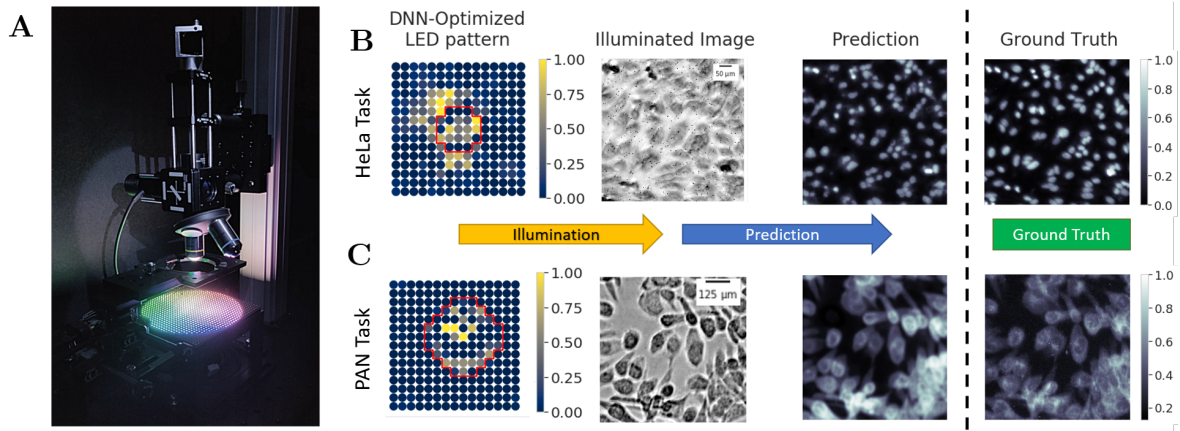 A
B
DNN-Optimized
LED pattern
Illuminated Image
Prediction
Ground Truth
HeLa Task
1.00
0.75
0.50
0.25
0.00
50 μm
1.0
0.8
0.6
0.4
0.2
0.0
Illumination
Prediction
Ground Truth
C
PAN Task
1.00
0.75
0.50
0.25
0.00
125 μm
1.0
0.8
0.6
0.4
0.2